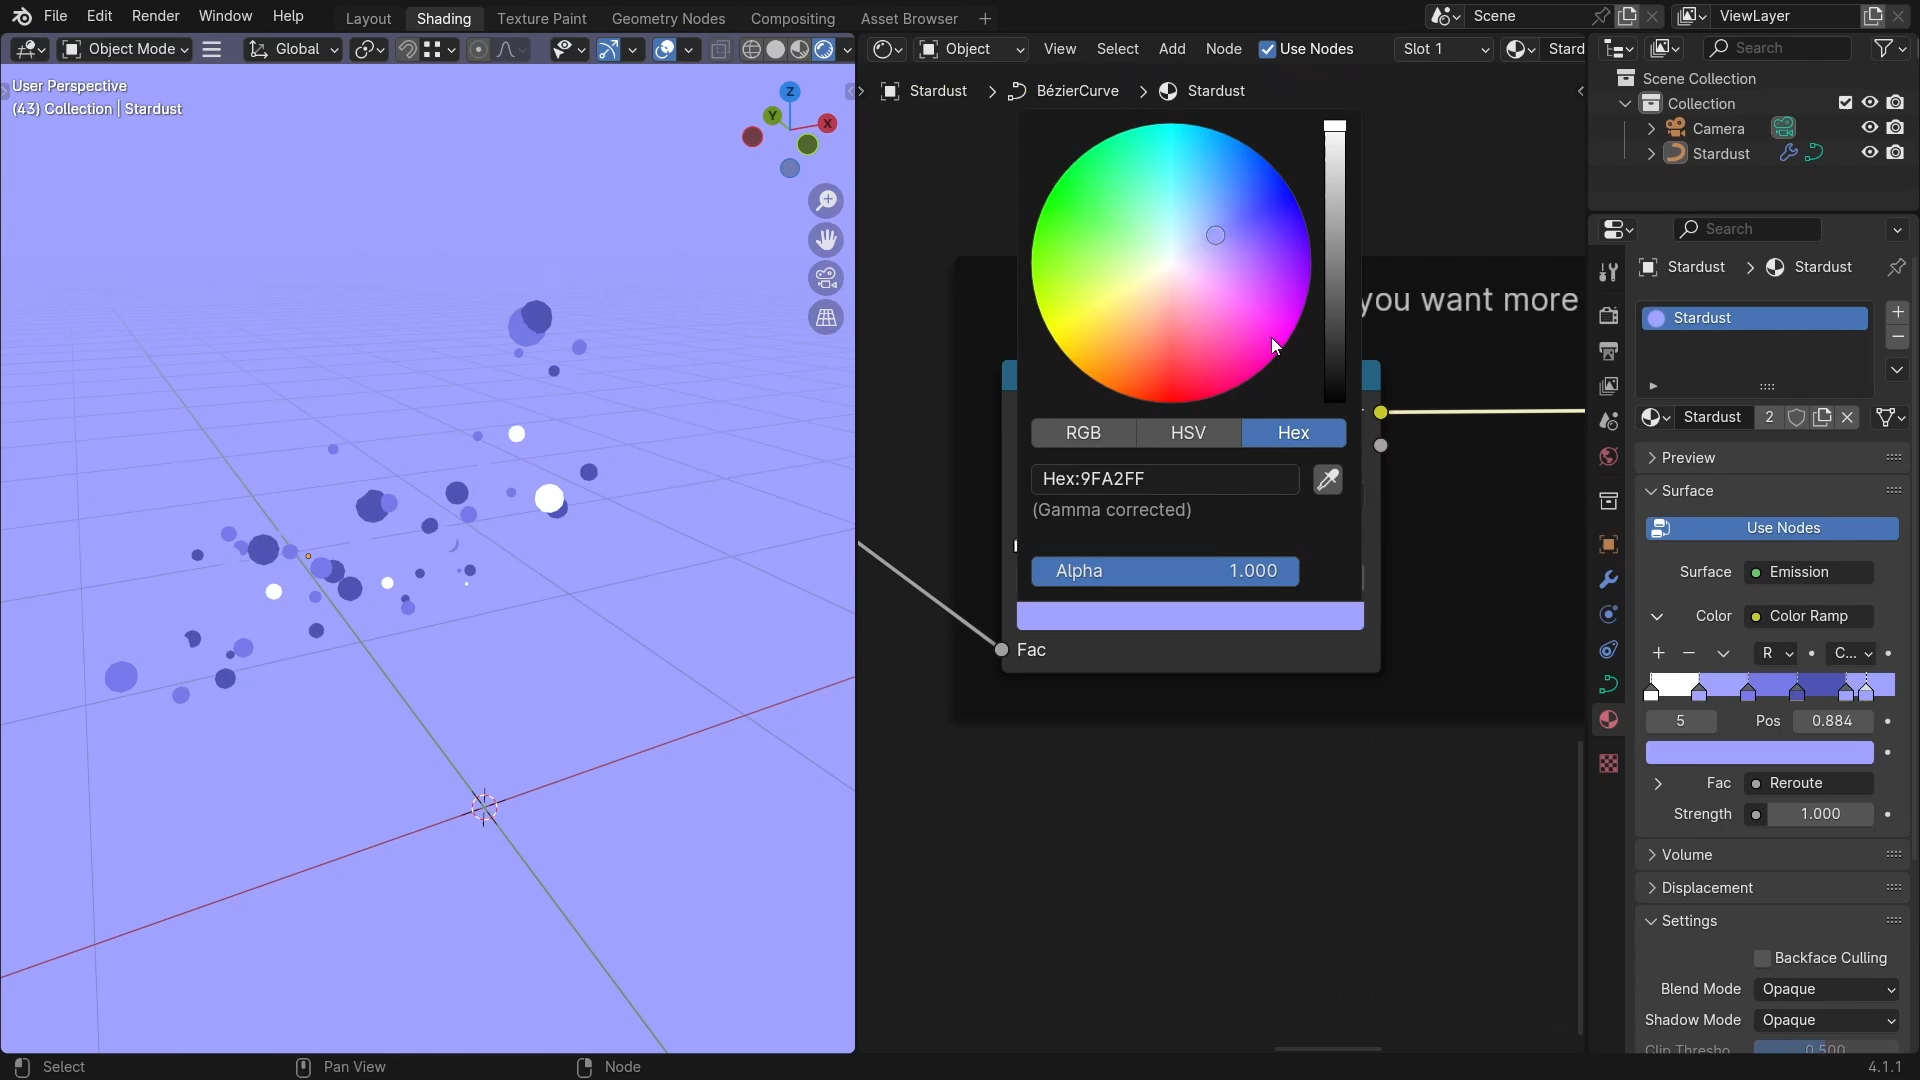 File Edit Render Window Help Layout Shading Texture Paint Geometry Nodes Compositing Asset Browser + Scene ViewLayer
Object Mode Global Object View Select Add Node Use Nodes Slot 1 Stard Search
User Perspective
(43) Collection | Stardust
Z
Y
X
Stardust BézierCurve Stardust
Scene Collection
Collection
Camera
Stardust
Search
Stardust Stardust
you want more
Stardust
Stardust 2
RGB HSV Hex
Hex:9FA2FF
(Gamma corrected)
Alpha 1.000
Fac
Preview
Surface
Use Nodes
Surface Emission
Color Color Ramp
R C...
5 Pos 0.884
Fac Reroute
Strength 1.000
Volume
Displacement
Settings
Backface Culling
Blend Mode Opaque
Shadow Mode Opaque
Clip Thresho 0.500
Select Pan View Node 4.1.1